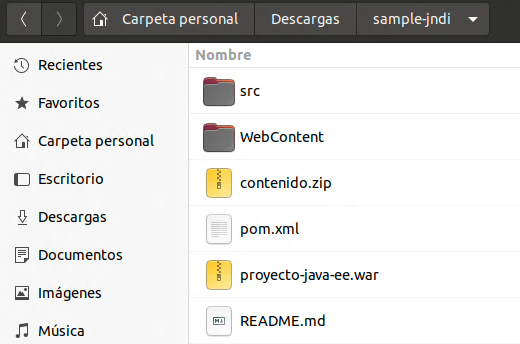 Carpeta personal Descargas sample-jndi
Nombre
Recientes
Favoritos
Carpeta personal
Escritorio
Descargas
Documentos
Imágenes
Música
src
WebContent
contenido.zip
pom.xml
proyecto-java-ee.war
README.md